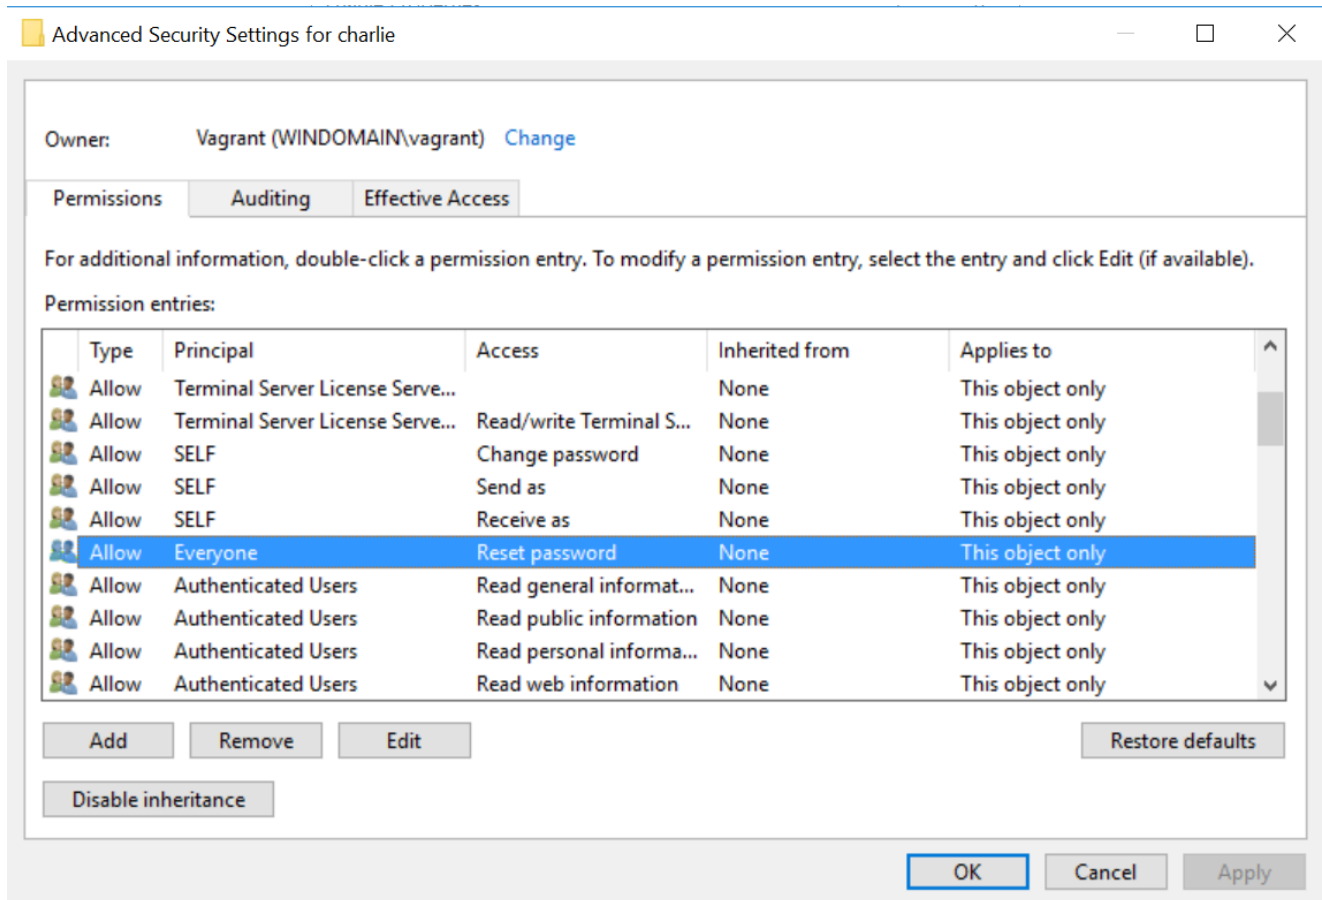 Advanced Security Settings for charlie
Owner: Vagrant (WINDOMAIN\vagrant) Change
Permissions Auditing Effective Access
For additional information, double-click a permission entry. To modify a permission entry, select the entry and click Edit (if available).
Permission entries:
Type Principal Access Inherited from Applies to
Allow Terminal Server License Serve... None This object only
Allow Terminal Server License Serve... Read/write Terminal S... None This object only
Allow SELF Change password None This object only
Allow SELF Send as None This object only
Allow SELF Receive as None This object only
Allow Everyone Reset password None This object only
Allow Authenticated Users Read general informat... None This object only
Allow Authenticated Users Read public information None This object only
Allow Authenticated Users Read personal informa... None This object only
Allow Authenticated Users Read web information None This object only
Add Remove Edit Restore defaults
Disable inheritance
OK Cancel Apply